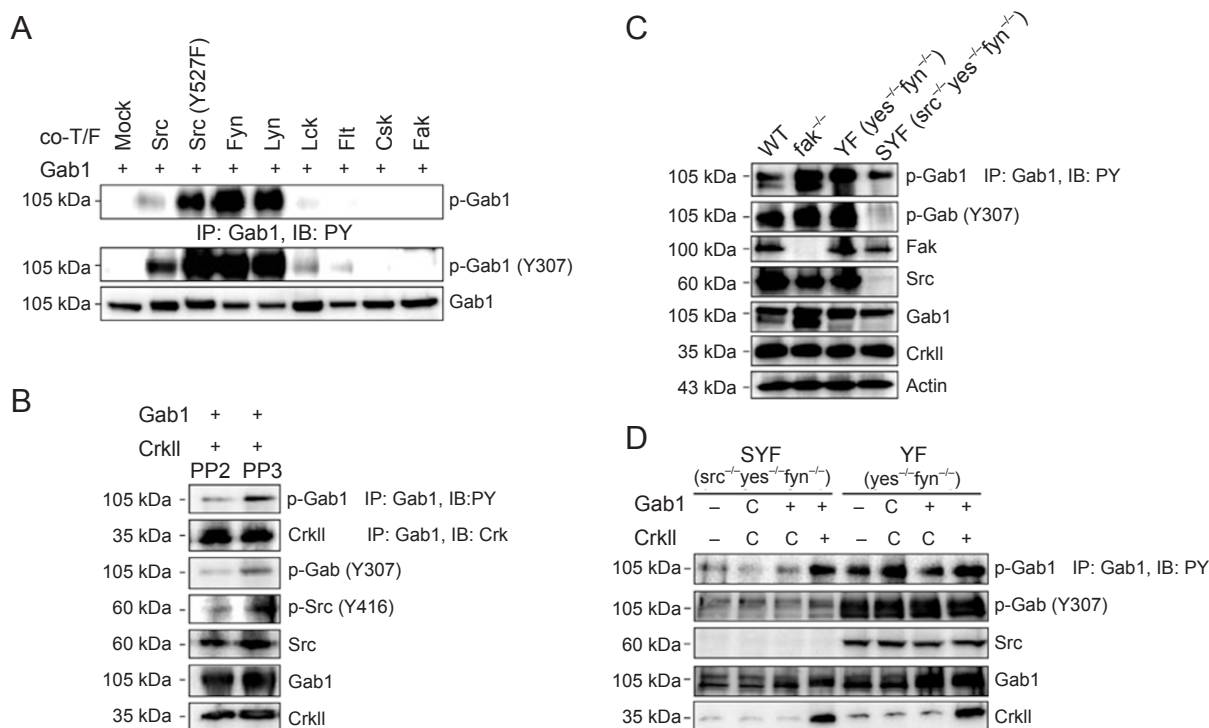 A
co-T/F Mock Src Src (Y527F) Fyn Lyn Lck Flt Csk Fak
Gab1 + + + + + + + + +
105 kDa p-Gab1
IP: Gab1, IB: PY
105 kDa p-Gab1 (Y307)
105 kDa Gab1
B
Gab1 + +
CrkII + +
PP2 PP3
105 kDa p-Gab1 IP: Gab1, IB:PY
35 kDa CrkII IP: Gab1, IB: Crk
105 kDa p-Gab (Y307)
60 kDa p-Src (Y416)
60 kDa Src
105 kDa Gab1
35 kDa CrkII
C
WT fak−/− YF (yes−/−fyn−/−) SYF (src−/−yes−/−fyn−/−)
105 kDa p-Gab1 IP: Gab1, IB: PY
105 kDa p-Gab (Y307)
100 kDa Fak
60 kDa Src
105 kDa Gab1
35 kDa CrkII
43 kDa Actin
D
SYF YF
(src−/−yes−/−fyn−/−) (yes−/−fyn−/−)
Gab1 – C + + – C + +
CrkII – C C + – C C +
105 kDa p-Gab1 IP: Gab1, IB: PY
105 kDa p-Gab (Y307)
60 kDa Src
105 kDa Gab1
35 kDa CrkII